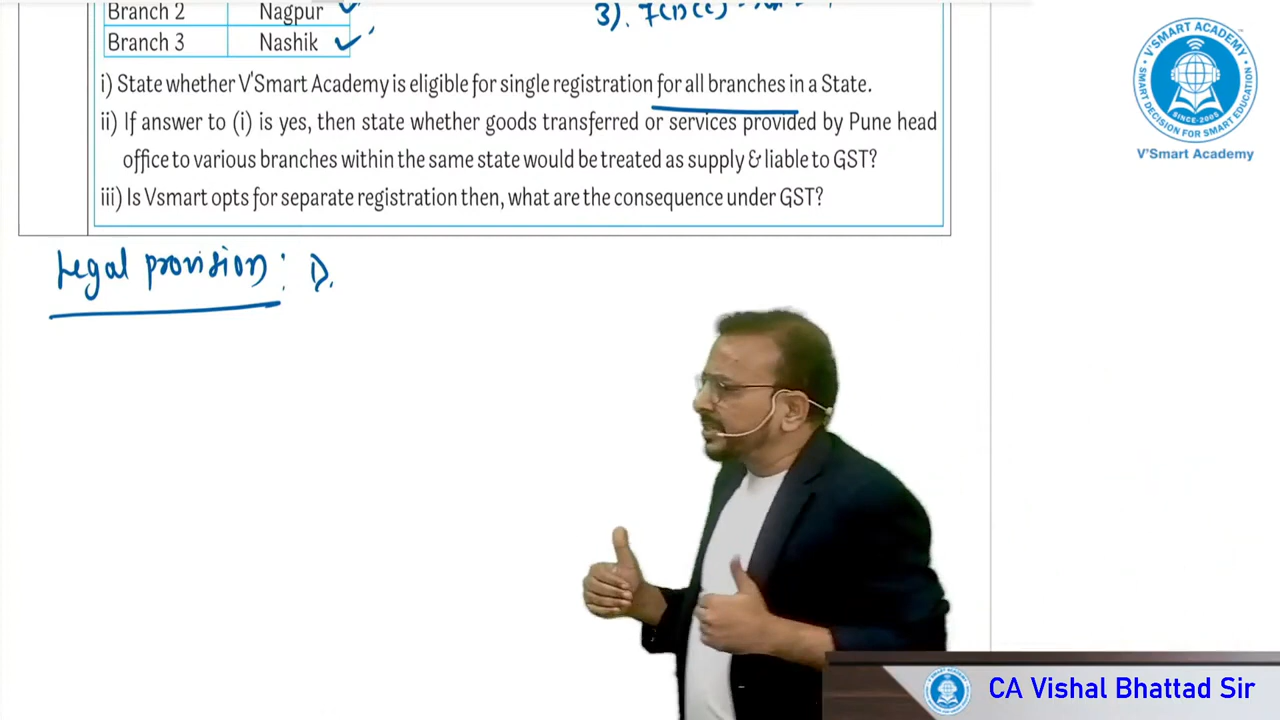 Branch 2 Nagpur
Branch 3 Nashik
3).
i) State whether V'Smart Academy is eligible for single registration for all branches in a State.
ii) If answer to (i) is yes, then state whether goods transferred or services provided by Pune head
office to various branches within the same state would be treated as supply & liable to GST?
iii) Is Vsmart opts for separate registration then, what are the consequence under GST?
Legal provision: D.
V'SMART ACADEMY
SINCE-2005
SMART DECISION FOR SMART EDUCATION
V'Smart Academy
CA Vishal Bhattad Sir